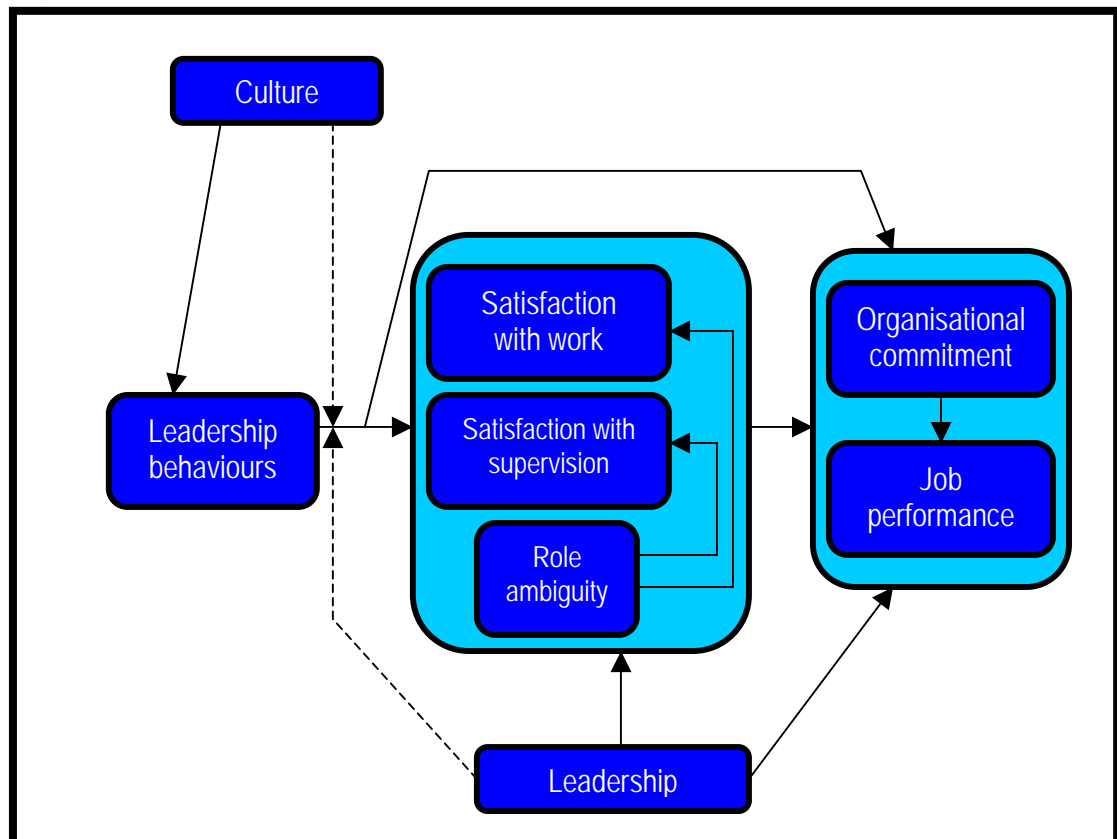 Culture
Satisfaction
with work
Organisational
commitment
Leadership
behaviours
Satisfaction with
supervision
Job
performance
Role
ambiguity
Leadership